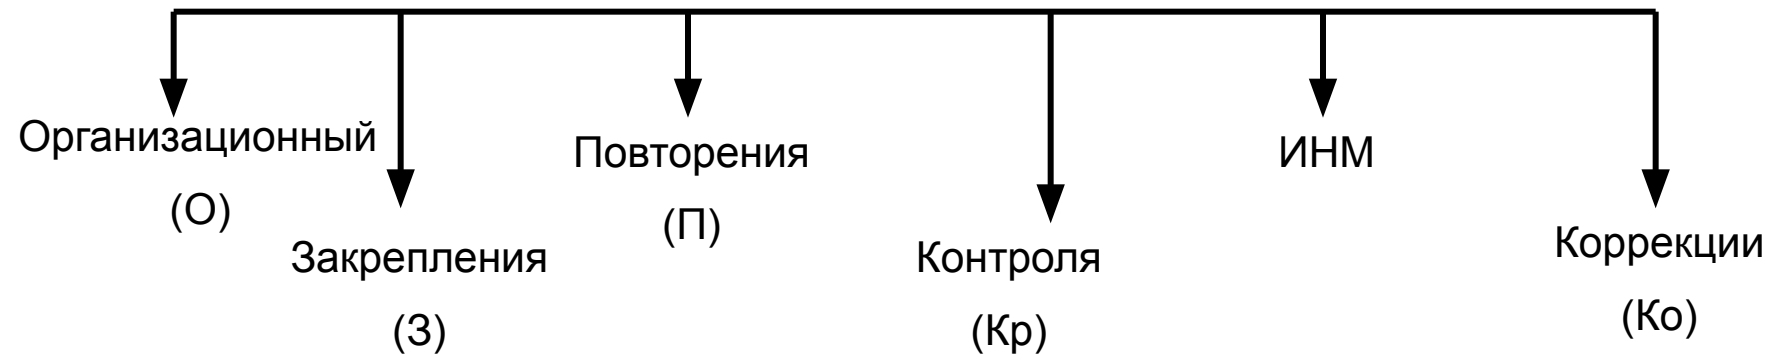 Организационный
(О)
Закрепления
(З)
Повторения
(П)
Контроля
(Кр)
ИНМ
Коррекции
(Ко)